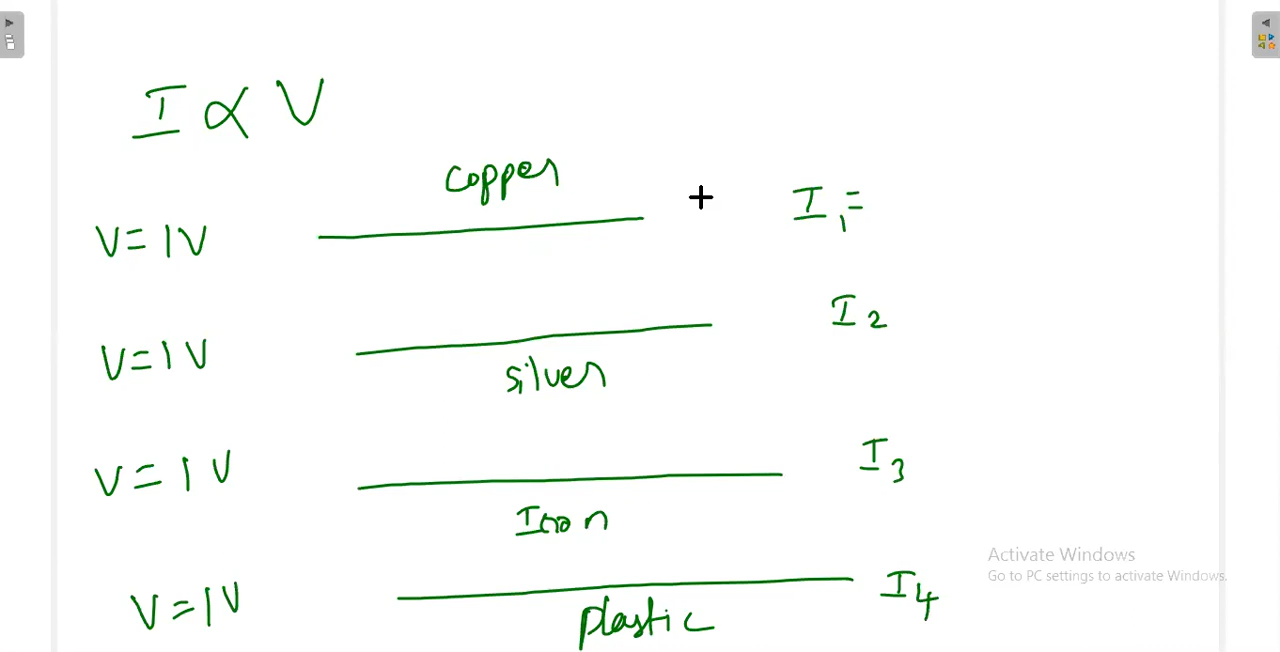 I ∝ V
copper
V = 1V I1 =
I2
V = 1V
silver
V = 1V I3
Iron
Activate Windows
Go to PC settings to activate Windows.
V = 1V I4
plastic